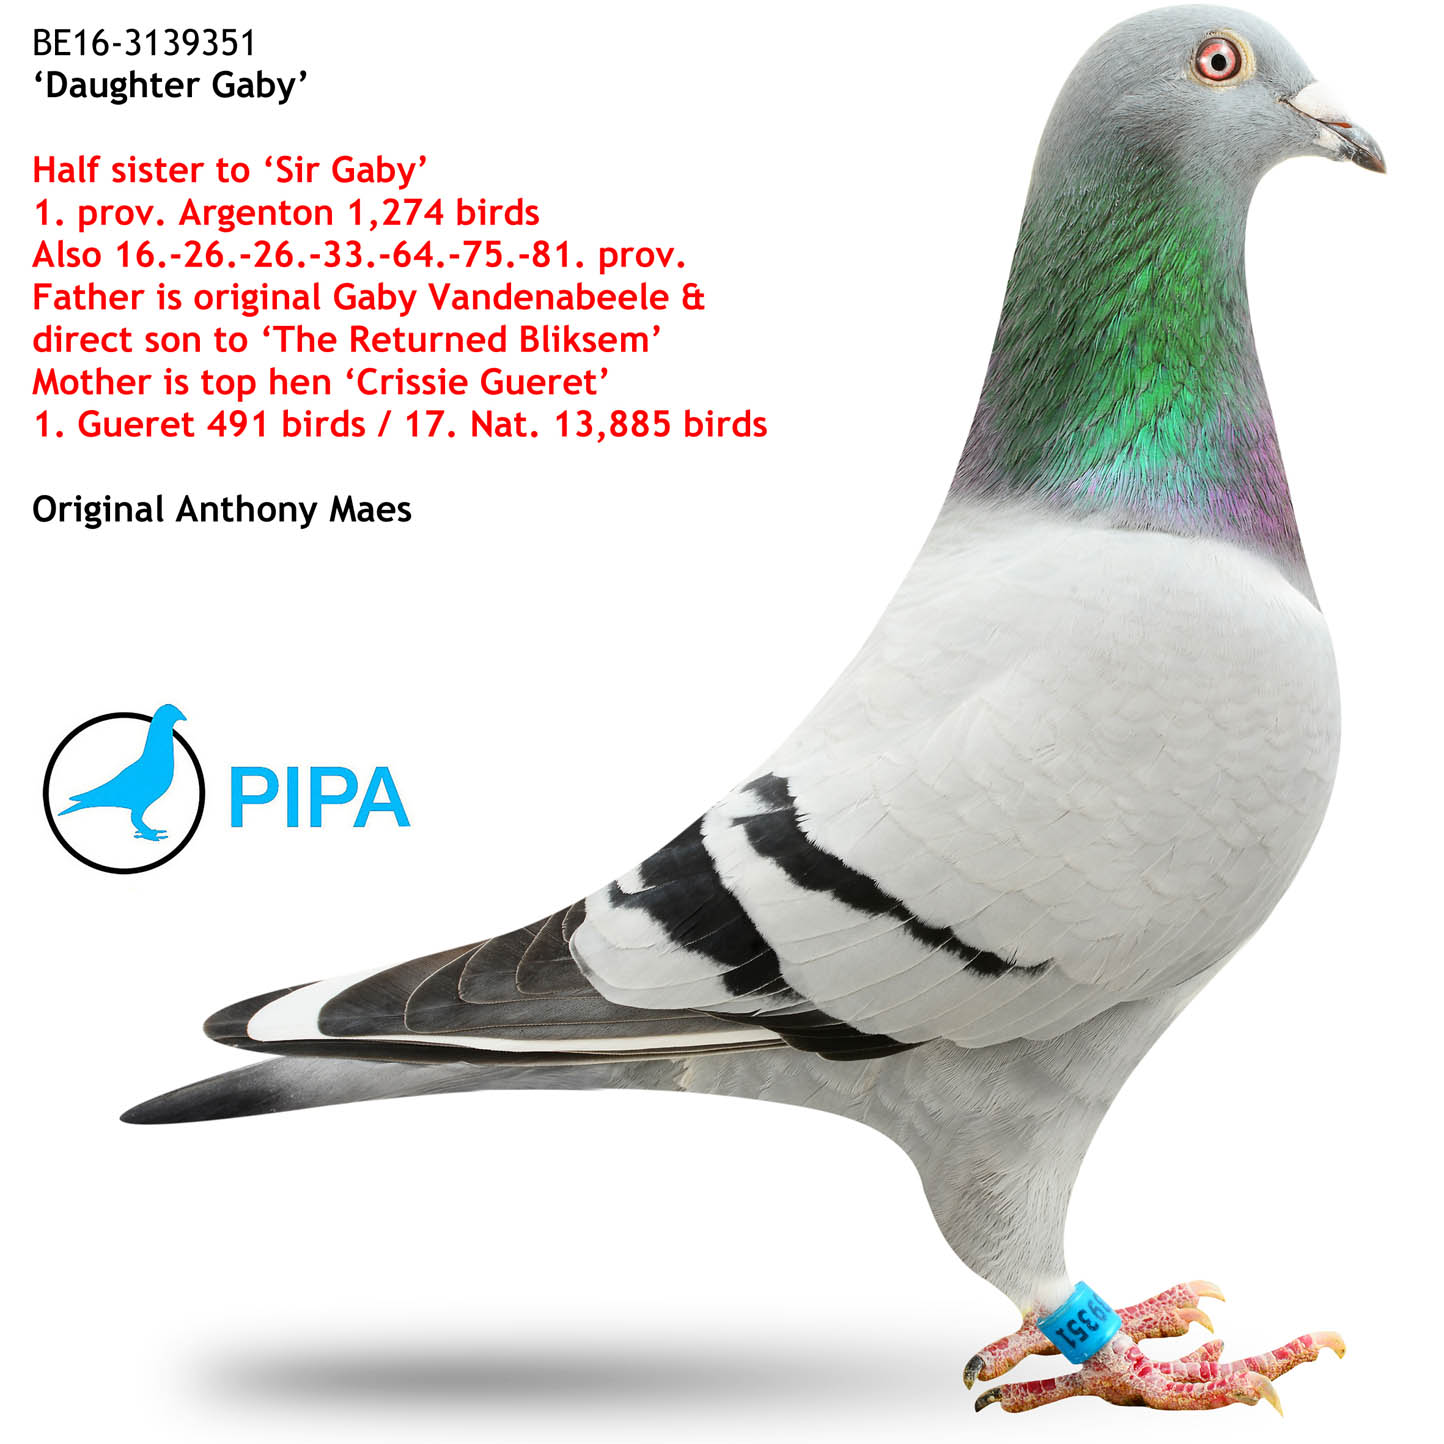 BE16-3139351
‘Daughter Gaby’
Half sister to ‘Sir Gaby’
1. prov. Argenton 1,274 birds
Also 16.-26.-26.-33.-64.-75.-81. prov.
Father is original Gaby Vandenabeele &
direct son to ‘The Returned Bliksem’
Mother is top hen ‘Crissie Gueret’
1. Gueret 491 birds / 17. Nat. 13,885 birds
Original Anthony Maes
PIPA
39351